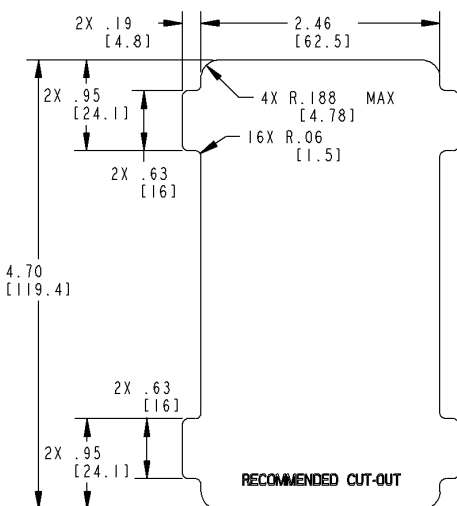 2X .19
[4.8]
2.46
[62.5]
2X .95
[24.1]
4X R.188 MAX
[4.78]
16X R.06
[1.5]
2X .63
[16]
4.70
[119.4]
2X .63
[16]
2X .95
[24.1]
RECOMMENDED CUT-OUT